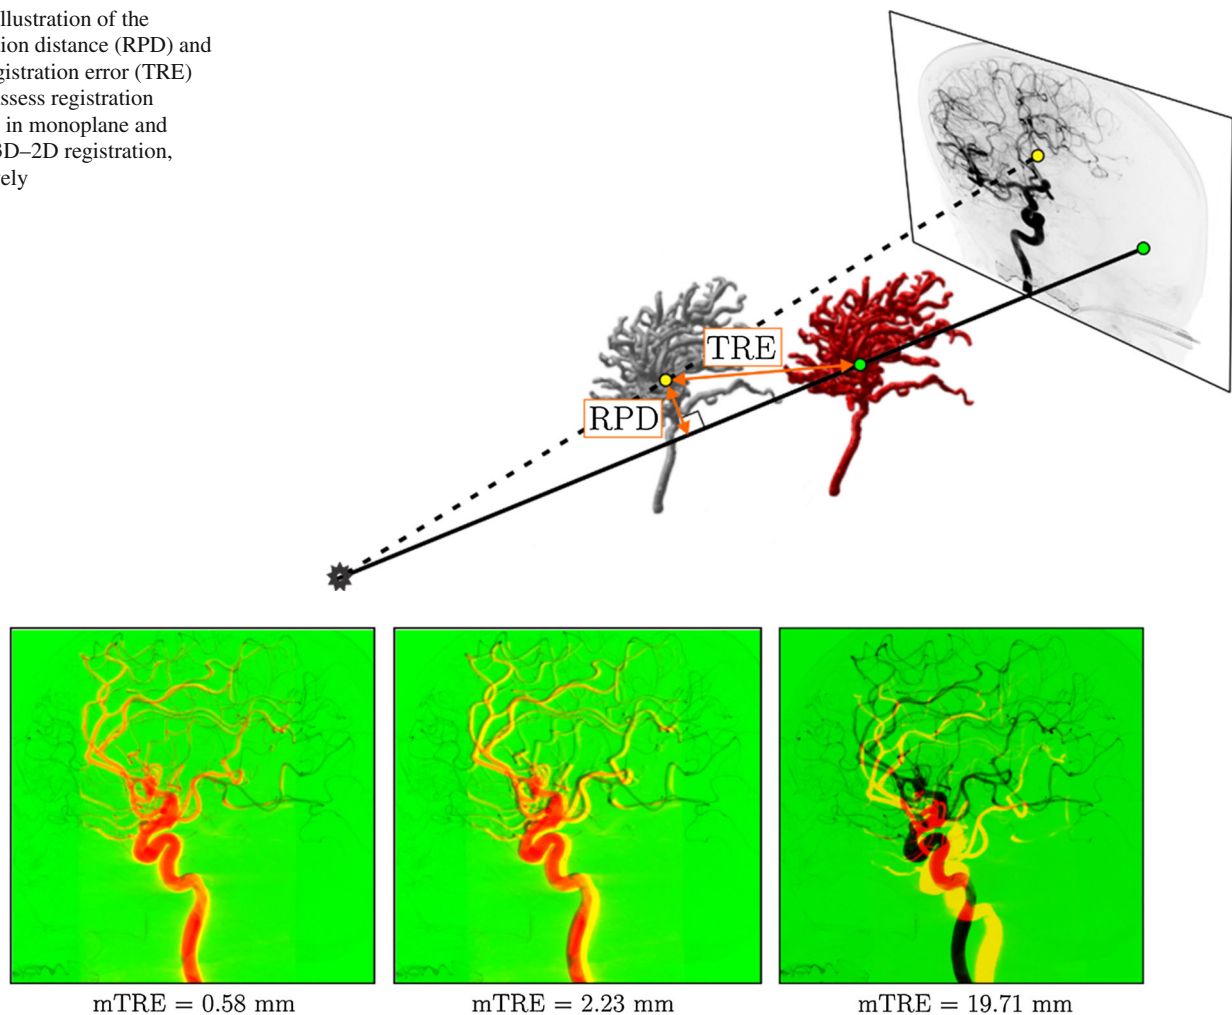 llustration of the
tion distance (RPD) and
gistration error (TRE)
ssess registration
in monoplane and
3D–2D registration,
ely
TRE
RPD
mTRE = 0.58 mm
mTRE = 2.23 mm
mTRE = 19.71 mm